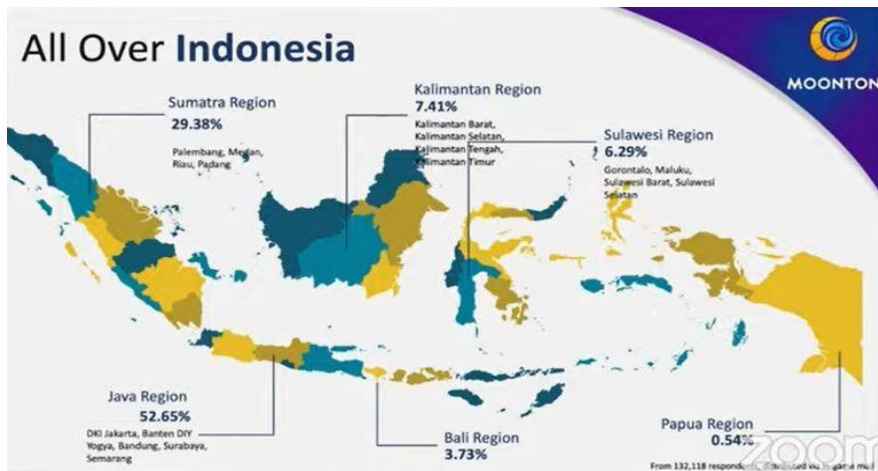 All Over Indonesia
MOONTON
Sumatra Region
29.38%
Palembang, Medan,
Riau, Padang
Kalimantan Region
7.41%
Kalimantan Barat,
Kalimantan Selatan,
Kalimantan Tengah,
Kalimantan Timur
Sulawesi Region
6.29%
Gorontalo, Maluku,
Sulawesi Barat, Sulawesi
Selatan
Java Region
52.65%
DKI Jakarta, Banten DIY
Yogya, Bandung, Surabaya,
Semarang
Bali Region
3.73%
Papua Region
0.54%
zoom
From 132,118 respondents, via in game